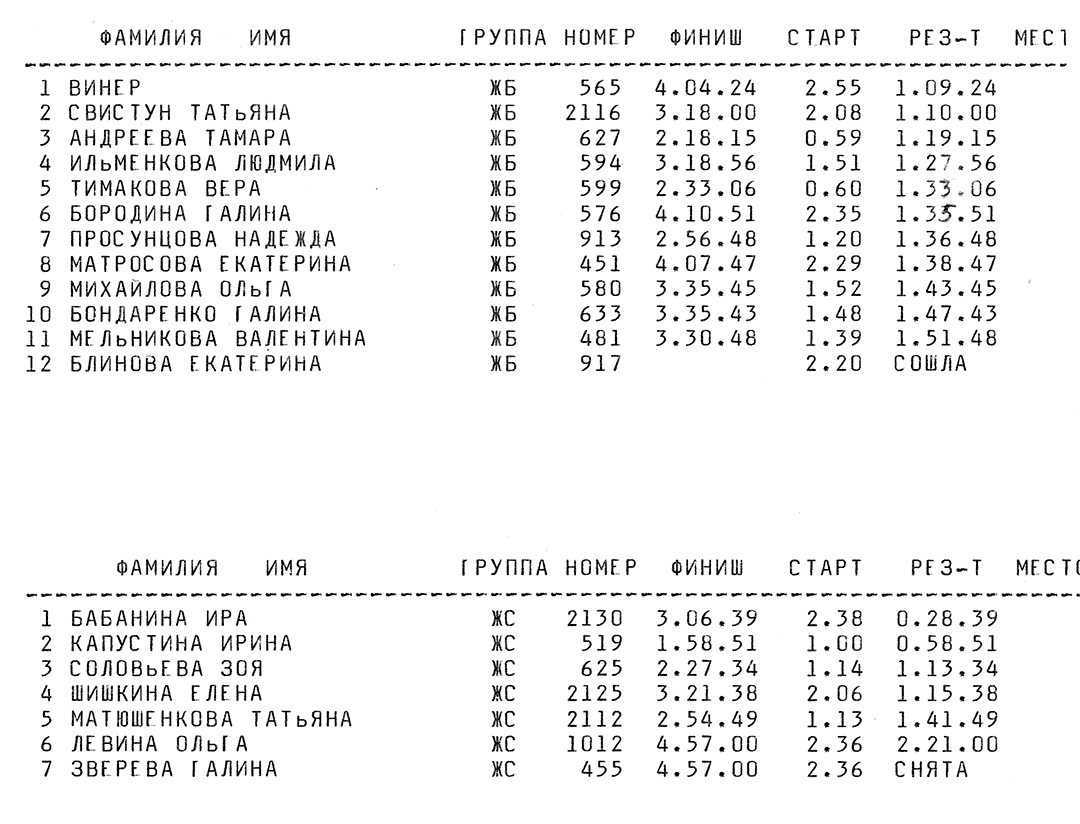 ФАМИЛИЯ ИМЯ ГРУППА НОМЕР ФИНИШ СТАРТ РЕЗ-Т МЕСТ
1 ВИНЕР ЖБ 565 4.04.24 2.55 1.09.24
2 СВИСТУН ТАТЬЯНА ЖБ 2116 3.18.00 2.08 1.10.00
3 АНДРЕЕВА ТАМАРА ЖБ 627 2.18.15 0.59 1.19.15
4 ИЛЬМЕНКОВА ЛЮДМИЛА ЖБ 594 3.18.56 1.51 1.27.56
5 ТИМАКОВА ВЕРА ЖБ 599 2.33.06 0.60 1.33.06
6 БОРОДИНА ГАЛИНА ЖБ 576 4.10.51 2.35 1.35.51
7 ПРОСУНЦОВА НАДЕЖДА ЖБ 913 2.56.48 1.20 1.36.48
8 МАТРОСОВА ЕКАТЕРИНА ЖБ 451 4.07.47 2.29 1.38.47
9 МИХАЙЛОВА ОЛЬГА ЖБ 580 3.35.45 1.52 1.43.45
10 БОНДАРЕНКО ГАЛИНА ЖБ 633 3.35.43 1.48 1.47.43
11 МЕЛЬНИКОВА ВАЛЕНТИНА ЖБ 481 3.30.48 1.39 1.51.48
12 БЛИНОВА ЕКАТЕРИНА ЖБ 917 2.20 СОШЛА
ФАМИЛИЯ ИМЯ ГРУППА НОМЕР ФИНИШ СТАРТ РЕЗ-Т МЕСТО
1 БАБАНИНА ИРА ЖС 2130 3.06.39 2.38 0.28.39
2 КАПУСТИНА ИРИНА ЖС 519 1.58.51 1.00 0.58.51
3 СОЛОВЬЕВА ЗОЯ ЖС 625 2.27.34 1.14 1.13.34
4 ШИШКИНА ЕЛЕНА ЖС 2125 3.21.38 2.06 1.15.38
5 МАТЮШЕНКОВА ТАТЬЯНА ЖС 2112 2.54.49 1.13 1.41.49
6 ЛЕВИНА ОЛЬГА ЖС 1012 4.57.00 2.36 2.21.00
7 ЗВЕРЕВА ГАЛИНА ЖС 455 4.57.00 2.36 СНЯТА